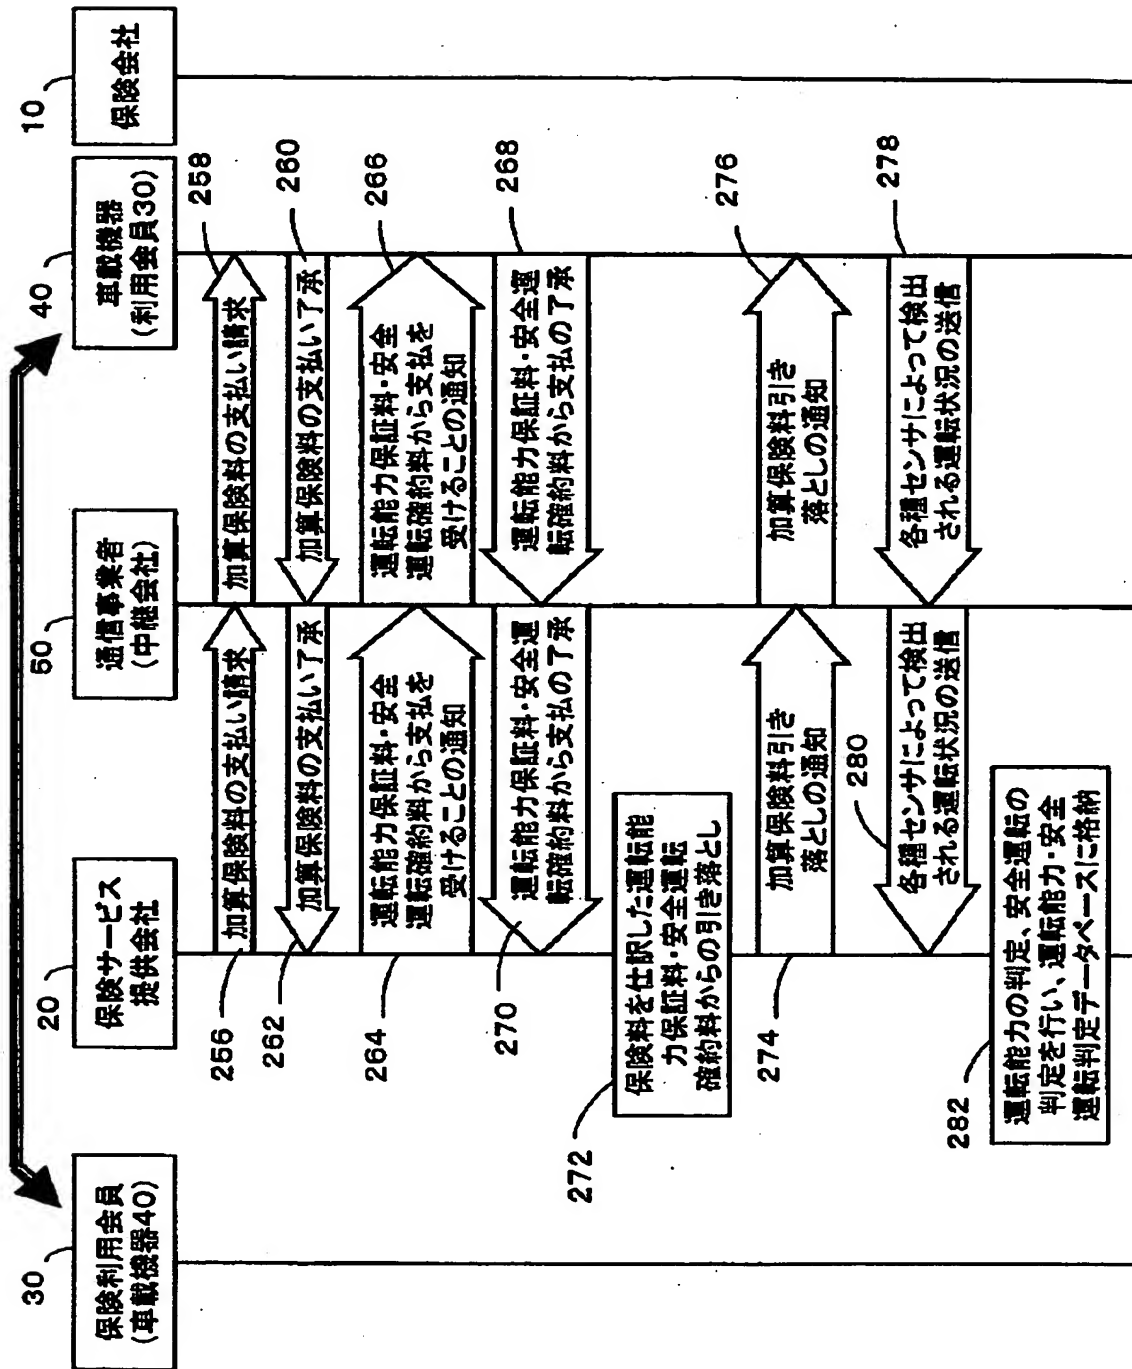 30
保険利用会員
(車載機器40)
20
保険サービス
提供会社
50
通信事業者
(中継会社)
40
車載機器
(利用会員30)
10
保険会社
256
加算保険料の支払い請求
加算保険料の支払い請求
258
262
加算保険料の支払い了承
加算保険料の支払い了承
260
264
運転能力保証料・安全
運転確約料から支払を
受けることの通知
運転能力保証料・安全
運転確約料から支払を
受けることの通知
266
270
運転能力保証料・安全運
転確約料から支払の了承
運転能力保証料・安全運
転確約料から支払の了承
268
272
保険料を仕訳した運転能
力保証料・安全運転
確約料からの引き落とし
274
加算保険料引き
落としの通知
加算保険料引き
落としの通知
276
280
各種センサによって検出
される運転状況の送信
各種センサによって検出
される運転状況の送信
278
282
運転能力の判定、安全運転の
判定を行い、運転能力・安全
運転判定データベースに格納